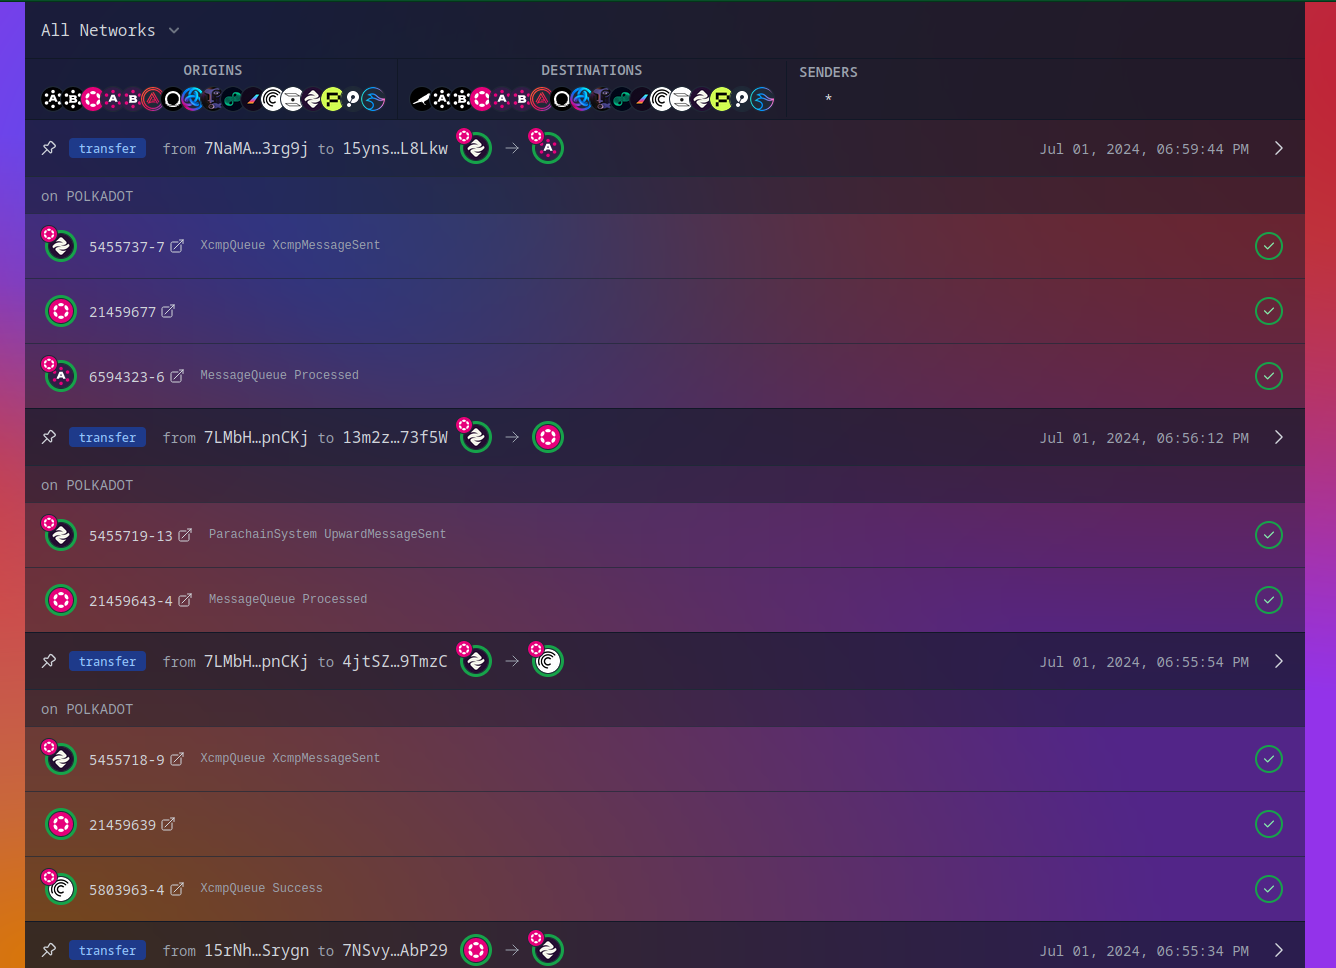 All Networks
ORIGINS DESTINATIONS SENDERS
*
transfer from 7NaMA…3rg9j to 15yns…L8Lkw Jul 01, 2024, 06:59:44 PM
on POLKADOT
5455737-7 XcmpQueue XcmpMessageSent
21459677
6594323-6 MessageQueue Processed
transfer from 7LMbH…pnCKj to 13m2z…73f5W Jul 01, 2024, 06:56:12 PM
on POLKADOT
5455719-13 ParachainSystem UpwardMessageSent
21459643-4 MessageQueue Processed
transfer from 7LMbH…pnCKj to 4jtSZ…9TmzC Jul 01, 2024, 06:55:54 PM
on POLKADOT
5455718-9 XcmpQueue XcmpMessageSent
21459639
5803963-4 XcmpQueue Success
transfer from 15rNh…Srygn to 7NSvy…AbP29 Jul 01, 2024, 06:55:34 PM